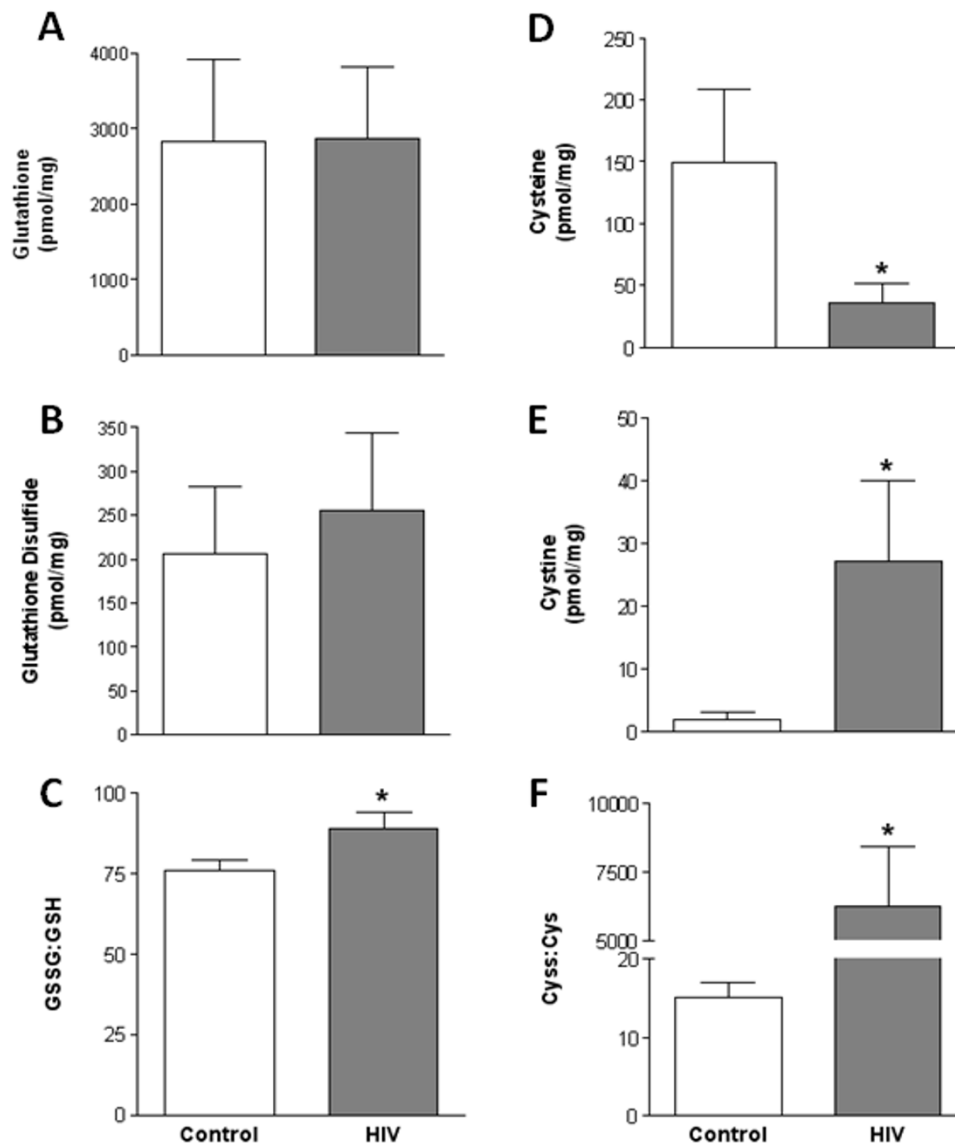 A
Glutathione
(pmol/mg)
4000
3000
2000
1000
0
D
Cysteine
(pmol/mg)
250
200
150
100
50
0
*
B
Glutathione Disulfide
(pmol/mg)
350
300
250
200
150
100
50
0
E
Cystine
(pmol/mg)
50
40
30
20
10
0
*
C
GSSG:GSH
100
75
50
25
0
*
Control HIV
F
Cyss:Cys
10000
7500
5000
20
10
0
*
Control HIV